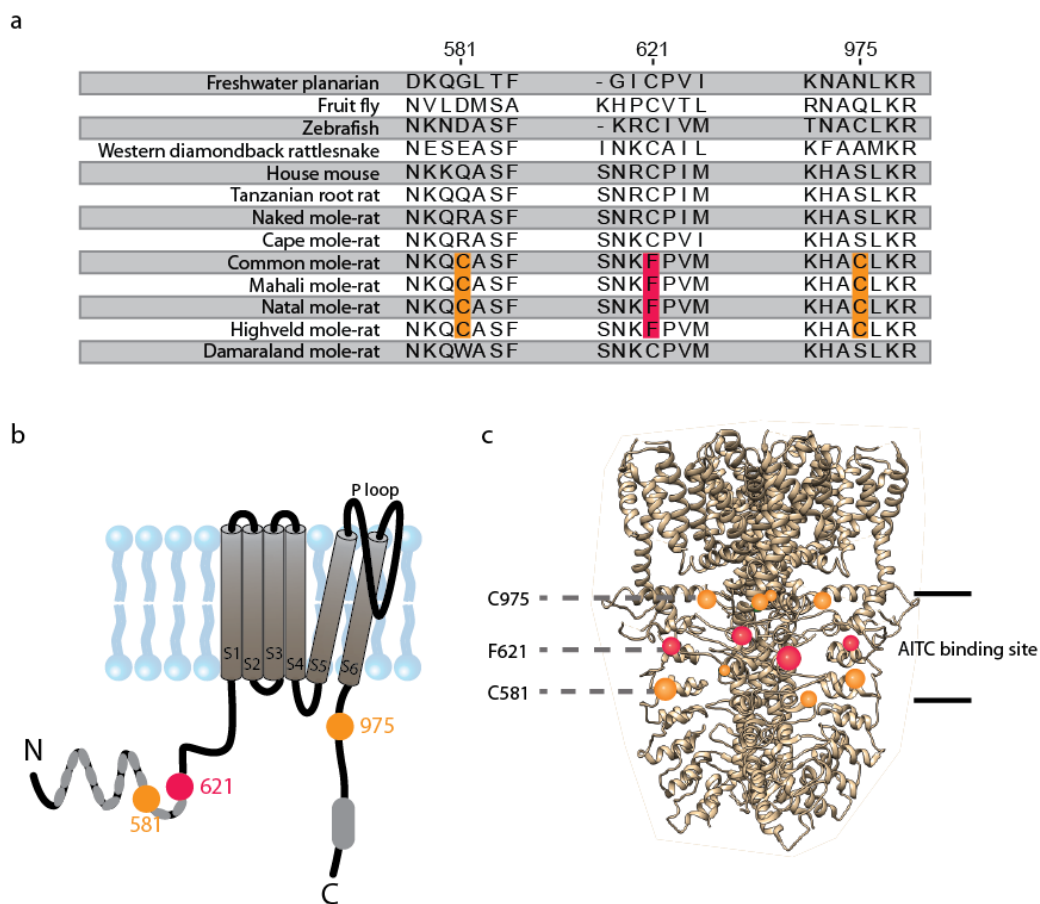 a
581 621 975
Freshwater planarian DKQGLTF -GICPVI KNANLKR
Fruit fly NVLDMSA KHPCVTL RNAQLKR
Zebrafish NKNDASF -KRCIVM TNACLKR
Western diamondback rattlesnake NESEASF INKCAIL KFAAMKR
House mouse NKKQASF SNRCPIM KHASLKR
Tanzanian root rat NKQQASF SNRCPIM KHASLKR
Naked mole-rat NKQRASF SNRCPIM KHASLKR
Cape mole-rat NKQRASF SNKCPVI KHASLKR
Common mole-rat NKQCASF SNKFPVM KHACLKR
Mahali mole-rat NKQCASF SNKFPVM KHACLKR
Natal mole-rat NKQCASF SNKFPVM KHACLKR
Highveld mole-rat NKQCASF SNKFPVM KHACLKR
Damaraland mole-rat NKQWASF SNKCPVM KHASLKR
b
P loop
S1 S2 S3 S4 S5 S6
N
975
621
581
C
c
C975
F621
AITC binding site
C581